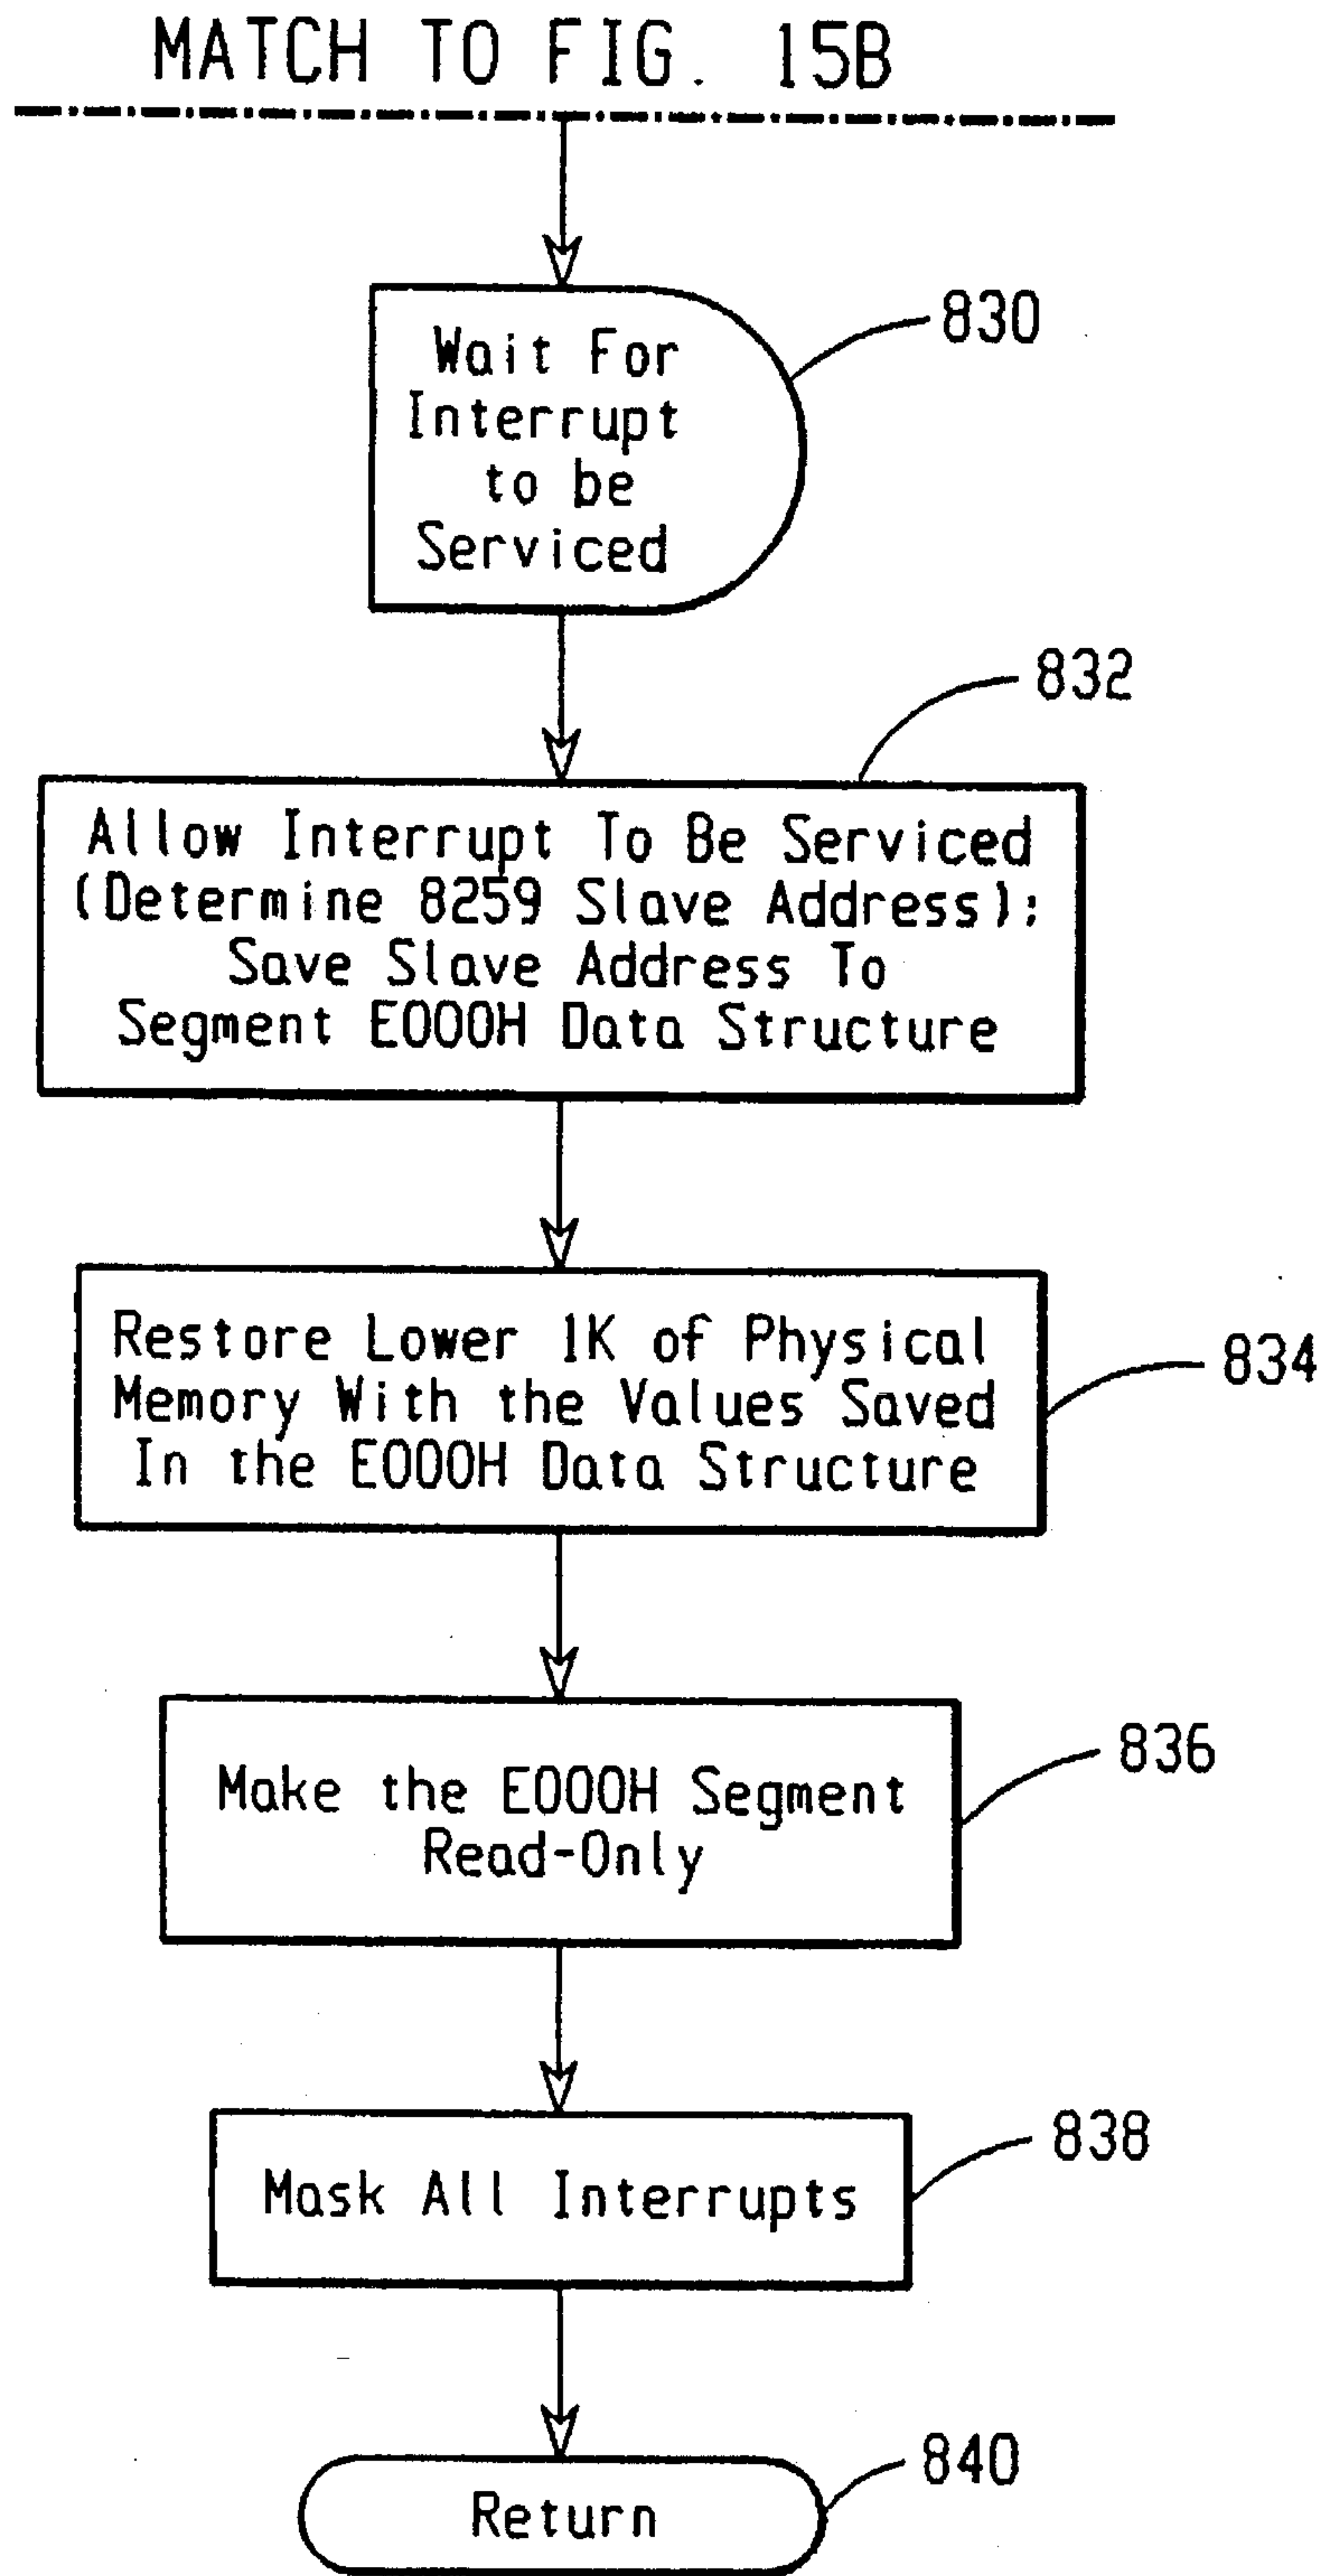 MATCH TO FIG. 15B
830
Wait For
Interrupt
to be
Serviced
832
Allow Interrupt To Be Serviced
(Determine 8259 Slave Address);
Save Slave Address To
Segment E000H Data Structure
Restore Lower 1K of Physical
Memory With the Values Saved
In the E000H Data Structure
834
836
Make the E000H Segment
Read-Only
838
Mask All Interrupts
840
Return